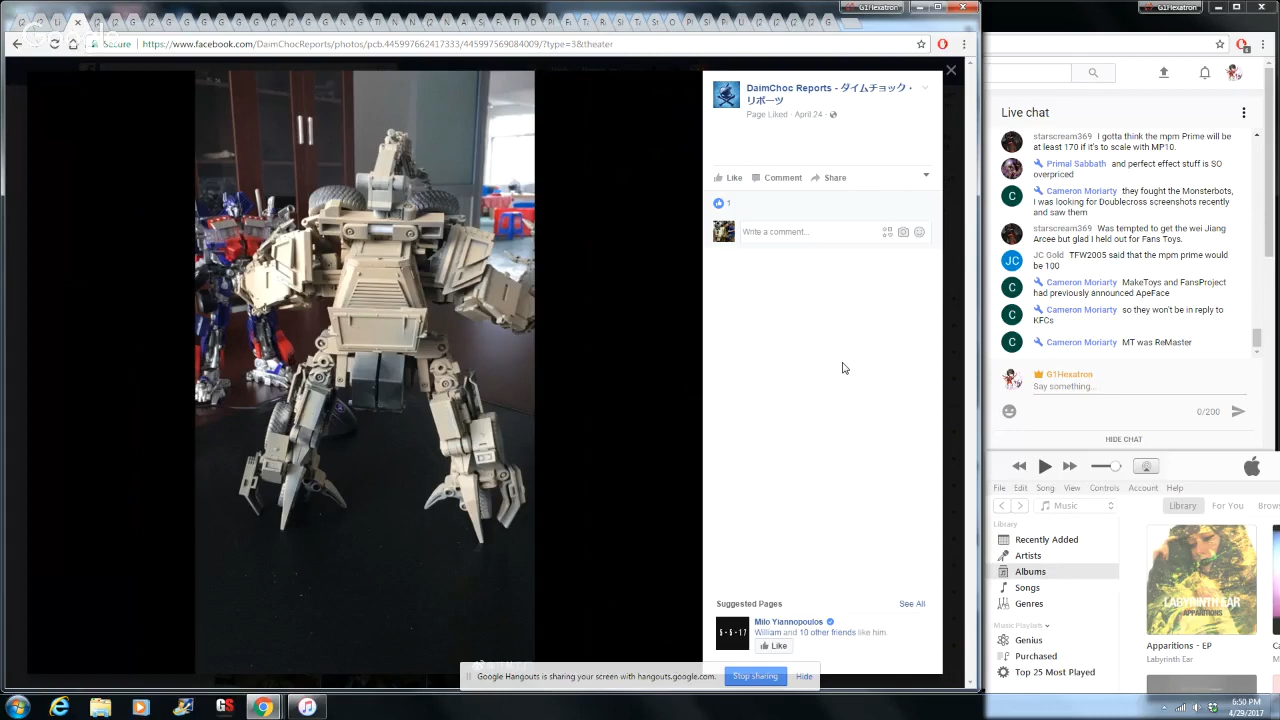 G1Hexatron
G1Hexatron
Google
Secure
https://www.facebook.com/DaimChocReports/photos/pcb.445997662417333/445997569084009/?type=3&theater
DaimChoc Reports - ダイムチョック・
リポーツ
Page Liked · April 24 ·
Like Comment Share
1
Write a comment...
Suggested Pages See All
5-5-17
Milo Yiannopoulos
William and 10 other friends like him.
Like
Google Hangouts is sharing your screen with hangouts.google.com.
Stop sharing
Hide
Live chat
starscream369 I gotta think the mpm Prime will be
at least 170 if it's to scale with MP10.
Primal Sabbath and perfect effect stuff is SO
overpriced
Cameron Moriarty they fought the Monsterbots,
I was looking for Doublecross screenshots recently
and saw them
starscream369 Was tempted to get the wei Jiang
Arcee but glad I held out for Fans Toys.
JC
JC Gold TFW2005 said that the mpm prime would
be 100
C
Cameron Moriarty MakeToys and FansProject
had previously announced ApeFace
C
Cameron Moriarty so they won't be in reply to
KFCs
C
Cameron Moriarty MT was ReMaster
G1Hexatron
Say something...
0/200
HIDE CHAT
File Edit Song View Controls Account Help
Music
Library For You Brows
Library
Recently Added
Artists
Albums
Songs
Genres
Music Playlists
Genius
Purchased
Top 25 Most Played
LABYRINTH EAR
APPARITIONS
Apparitions - EP
Labyrinth Ear
GS
6:50 PM
4/29/2017